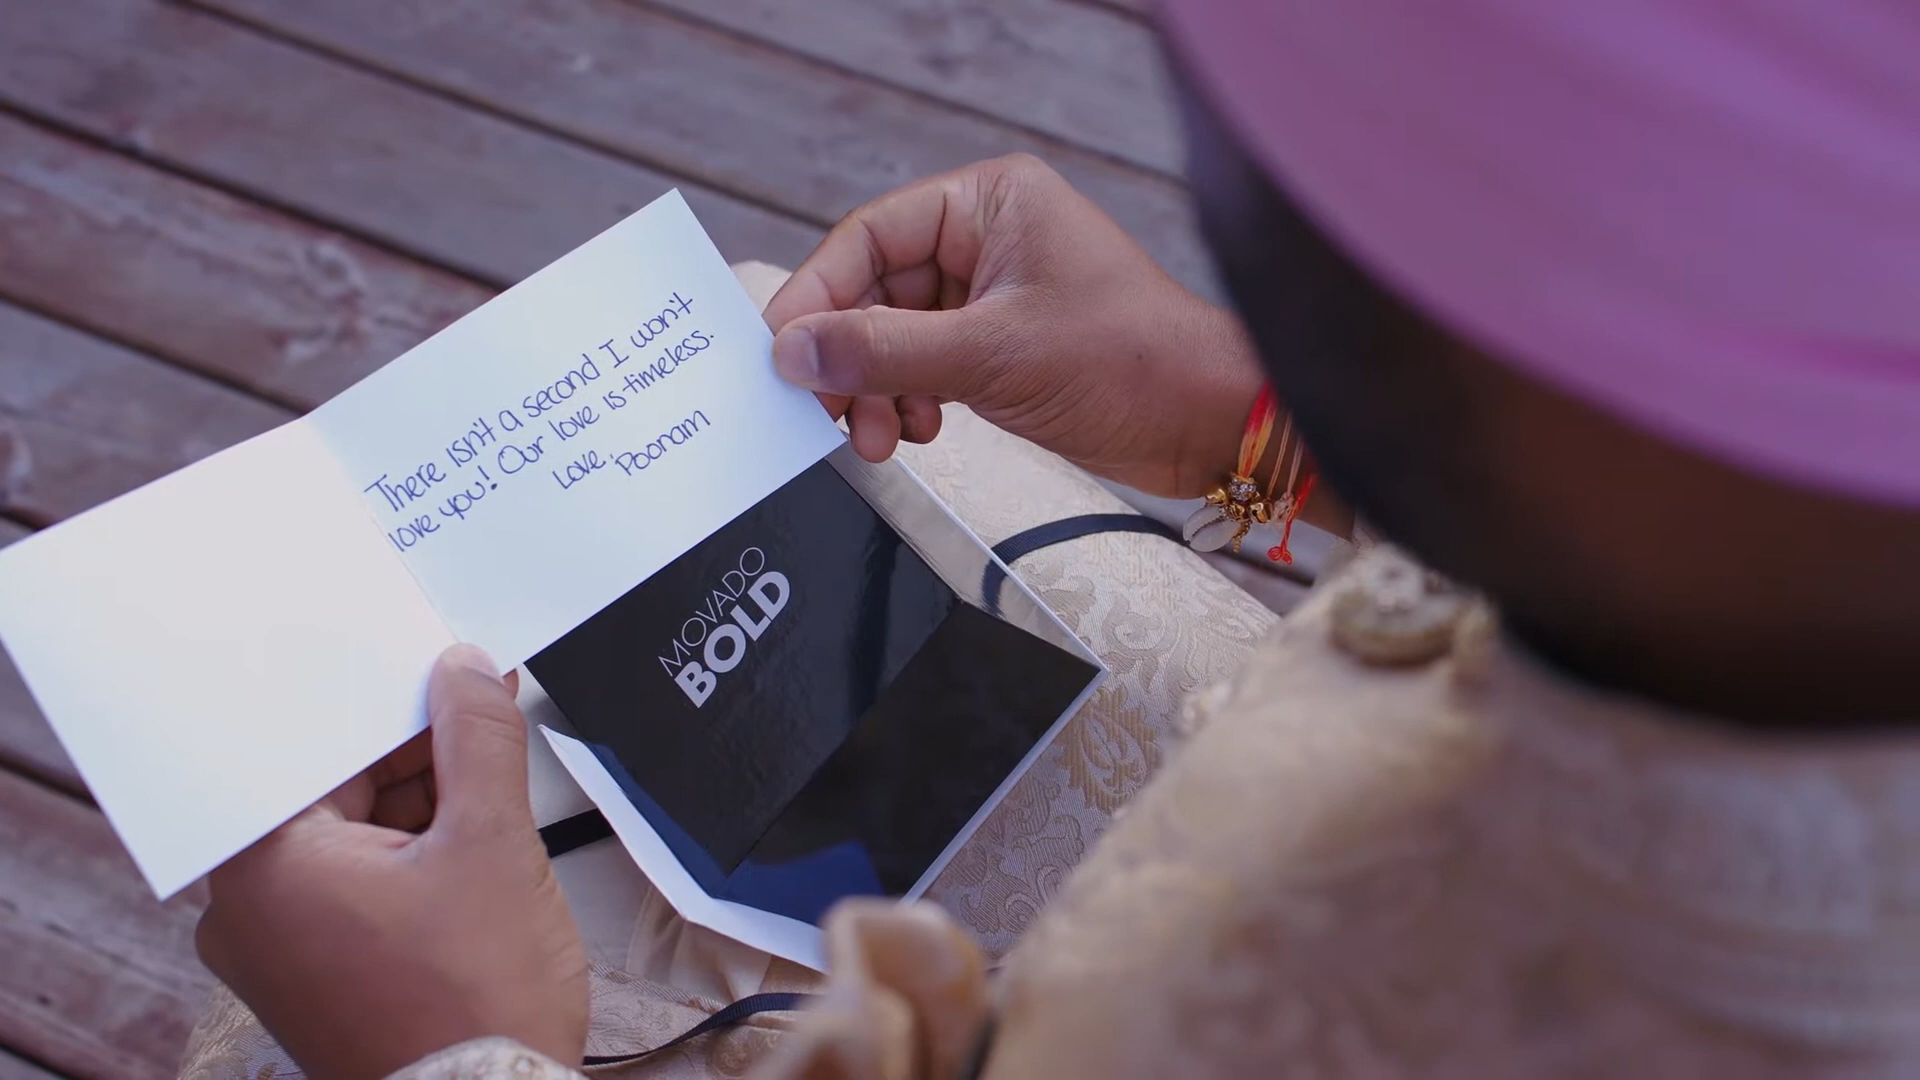 There isn't a second I won't
love you! Our love is timeless.
Love,
Poonam
MOVADO
BOLD